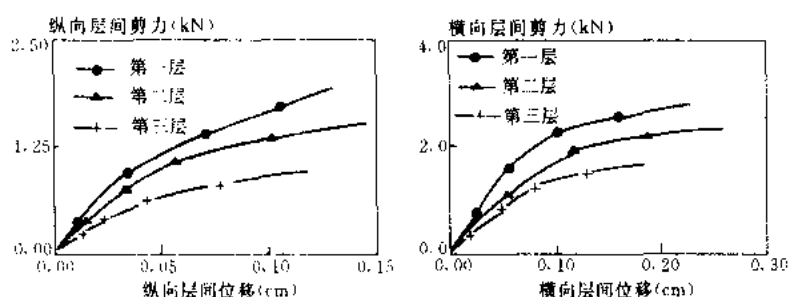 纵向层间剪力(kN)
2.50
第一层
第二层
第三层
1.25
0.00
0.00 0.05 0.10 0.15
纵向层间位移(cm)
横向层间剪力(kN)
4.0
第一层
第二层
第三层
2.0
0.0
0.00 0.10 0.20 0.30
横向层间位移(cm)